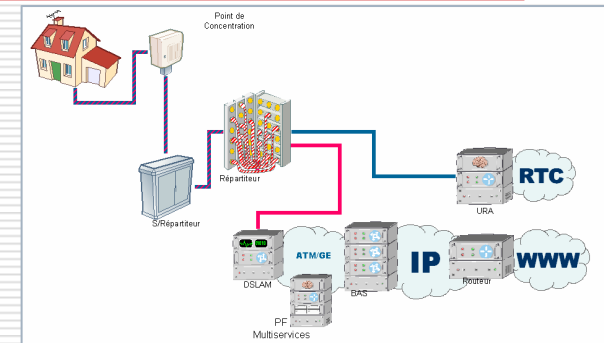 Point de
Concentration
Répartiteur
S/Répartiteur
RTC
URA
ATM/GE
IP
WWW
DSLAM
BAS
Routeur
PF
Multiservices